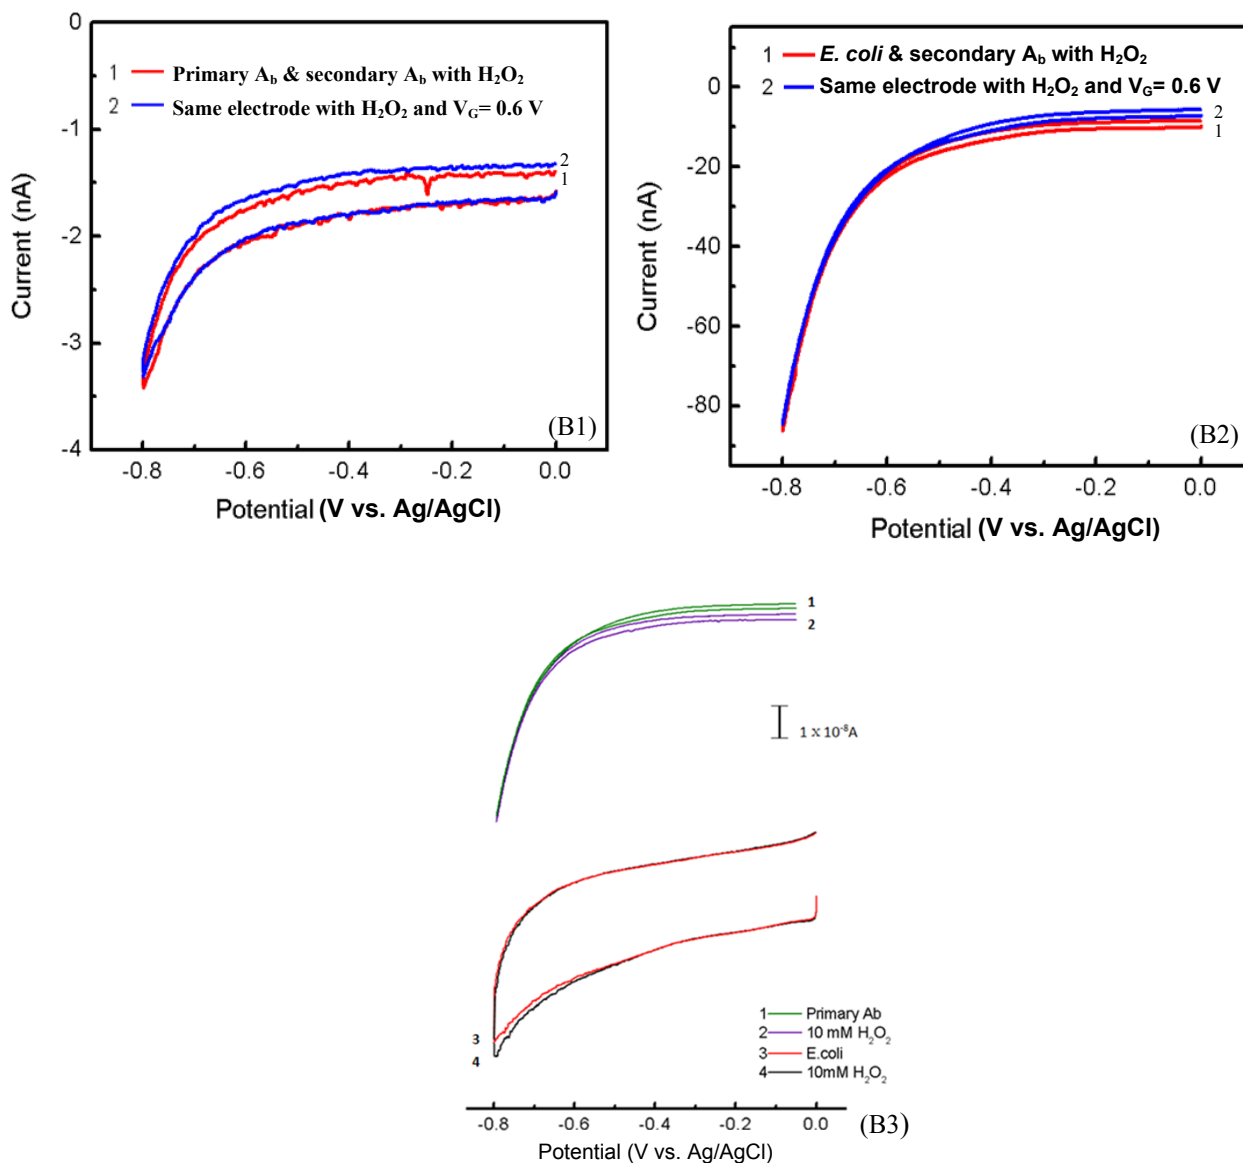 1 Primary Ab & secondary Ab with H2O2
2 Same electrode with H2O2 and VG= 0.6 V
0
-1
-2
-3
-4
Current (nA)
2
1
(B1)
-0.8 -0.6 -0.4 -0.2 0.0
Potential (V vs. Ag/AgCl)
1 E. coli & secondary Ab with H2O2
2 Same electrode with H2O2 and VG= 0.6 V
0
-20
-40
-60
-80
Current (nA)
2
1
(B2)
-0.8 -0.6 -0.4 -0.2 0.0
Potential (V vs. Ag/AgCl)
1
2
1 x 10-8A
3
4
1 Primary Ab
2 10 mM H2O2
3 E.coli
4 10mM H2O2
-0.8 -0.6 -0.4 -0.2 0.0
(B3)
Potential (V vs. Ag/AgCl)